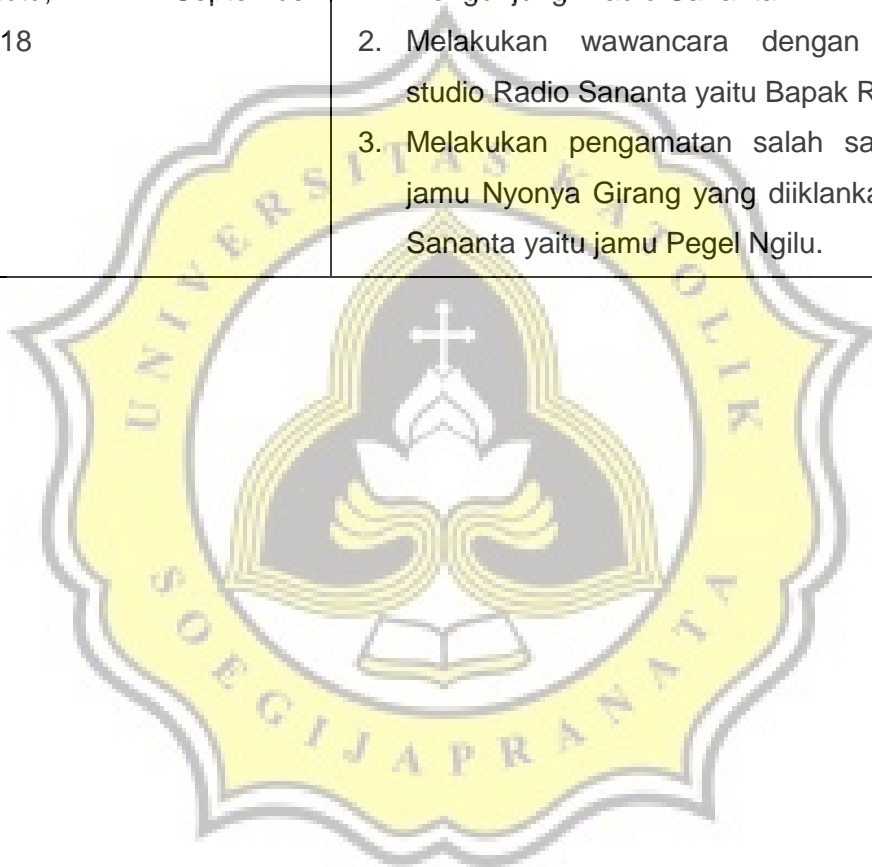 18
2. Melakukan wawancara dengan
studio Radio Sananta yaitu Bapak R
3. Melakukan pengamatan salah sa
jamu Nyonya Girang yang diiklanka
Sananta yaitu jamu Pegel Ngilu.
UNIVERSITAS KATOLIK
SOEGIJAPRANATA